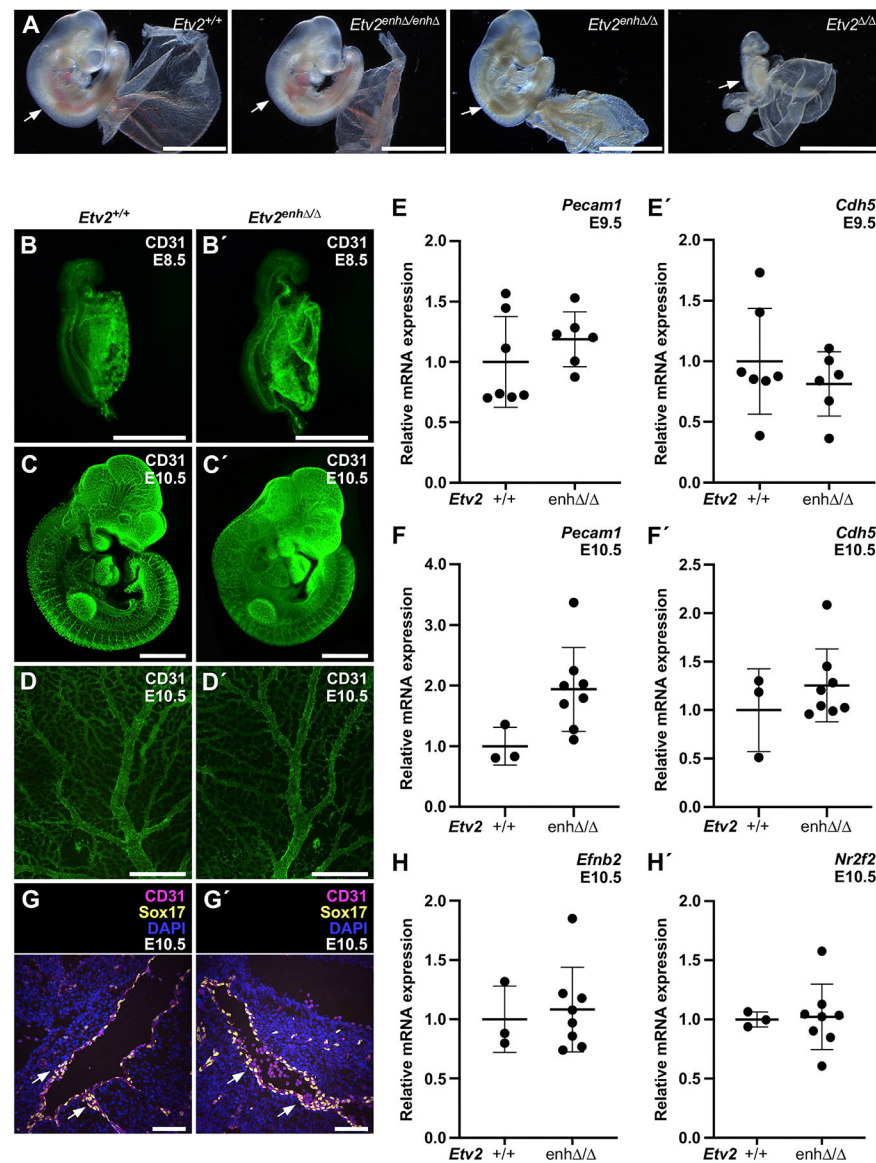 A
Etv2+/+
Etv2enhΔ/enhΔ
Etv2enhΔ/Δ
Etv2Δ/Δ
Etv2+/+
Etv2enhΔ/Δ
B
CD31
E8.5
B´
CD31
E8.5
C
CD31
E10.5
C´
CD31
E10.5
D
CD31
E10.5
D´
CD31
E10.5
G
CD31
Sox17
DAPI
E10.5
G´
CD31
Sox17
DAPI
E10.5
E
Pecam1
E9.5
Relative mRNA expression
2.0
1.5
1.0
0.5
0.0
Etv2 +/+ enhΔ/Δ
E´
Cdh5
E9.5
Relative mRNA expression
2.0
1.5
1.0
0.5
0.0
Etv2 +/+ enhΔ/Δ
F
Pecam1
E10.5
Relative mRNA expression
4.0
3.0
2.0
1.0
0.0
Etv2 +/+ enhΔ/Δ
F´
Cdh5
E10.5
Relative mRNA expression
2.5
2.0
1.5
1.0
0.5
0.0
Etv2 +/+ enhΔ/Δ
H
Efnb2
E10.5
Relative mRNA expression
2.0
1.5
1.0
0.5
0.0
Etv2 +/+ enhΔ/Δ
H´
Nr2f2
E10.5
Relative mRNA expression
2.0
1.5
1.0
0.5
0.0
Etv2 +/+ enhΔ/Δ